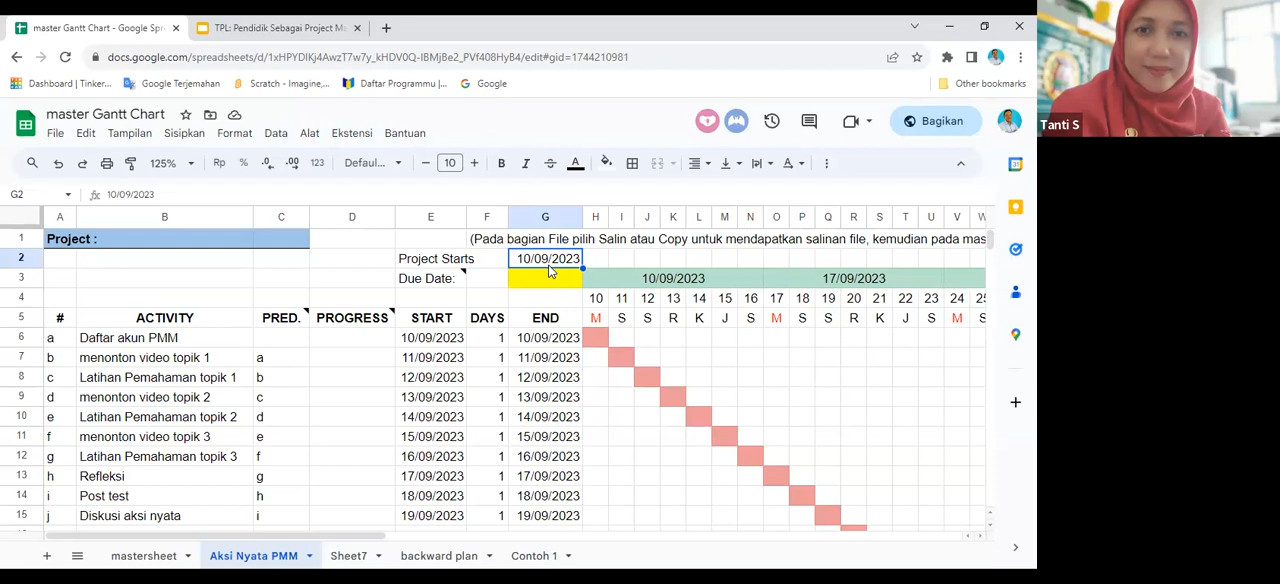 master Gantt Chart - Google Spre
TPL: Pendidik Sebagai Project Ma
docs.google.com/spreadsheets/d/1xHPYDIKj4AwzT7w7y_kHDV0Q-IBMjBe2_PVf408HyB4/edit#gid=1744210981
Dashboard | Tinker...
Google Terjemahan
Scratch - Imagine,...
Daftar Programmu |...
Google
Other bookmarks
master Gantt Chart
File Edit Tampilan Sisipkan Format Data Alat Ekstensi Bantuan
Bagikan
125% Rp % .0 .00 123 Defaul... 10 B I A
G2 fx 10/09/2023
A B C D E F G H I J K L M N O P Q R S T U V W
1 Project : (Pada bagian File pilih Salin atau Copy untuk mendapatkan salinan file, kemudian pada mas
2 Project Starts 10/09/2023
3 Due Date: 10/09/2023 17/09/2023
4 10 11 12 13 14 15 16 17 18 19 20 21 22 23 24 25
5 # ACTIVITY PRED. PROGRESS START DAYS END M S S R K J S M S S R K J S M S
6 a Daftar akun PMM 10/09/2023 1 10/09/2023
7 b menonton video topik 1 a 11/09/2023 1 11/09/2023
8 c Latihan Pemahaman topik 1 b 12/09/2023 1 12/09/2023
9 d menonton video topik 2 c 13/09/2023 1 13/09/2023
10 e Latihan Pemahaman topik 2 d 14/09/2023 1 14/09/2023
11 f menonton video topik 3 e 15/09/2023 1 15/09/2023
12 g Latihan Pemahaman topik 3 f 16/09/2023 1 16/09/2023
13 h Refleksi g 17/09/2023 1 17/09/2023
14 i Post test h 18/09/2023 1 18/09/2023
15 j Diskusi aksi nyata i 19/09/2023 1 19/09/2023
mastersheet Aksi Nyata PMM Sheet7 backward plan Contoh 1
Tanti S